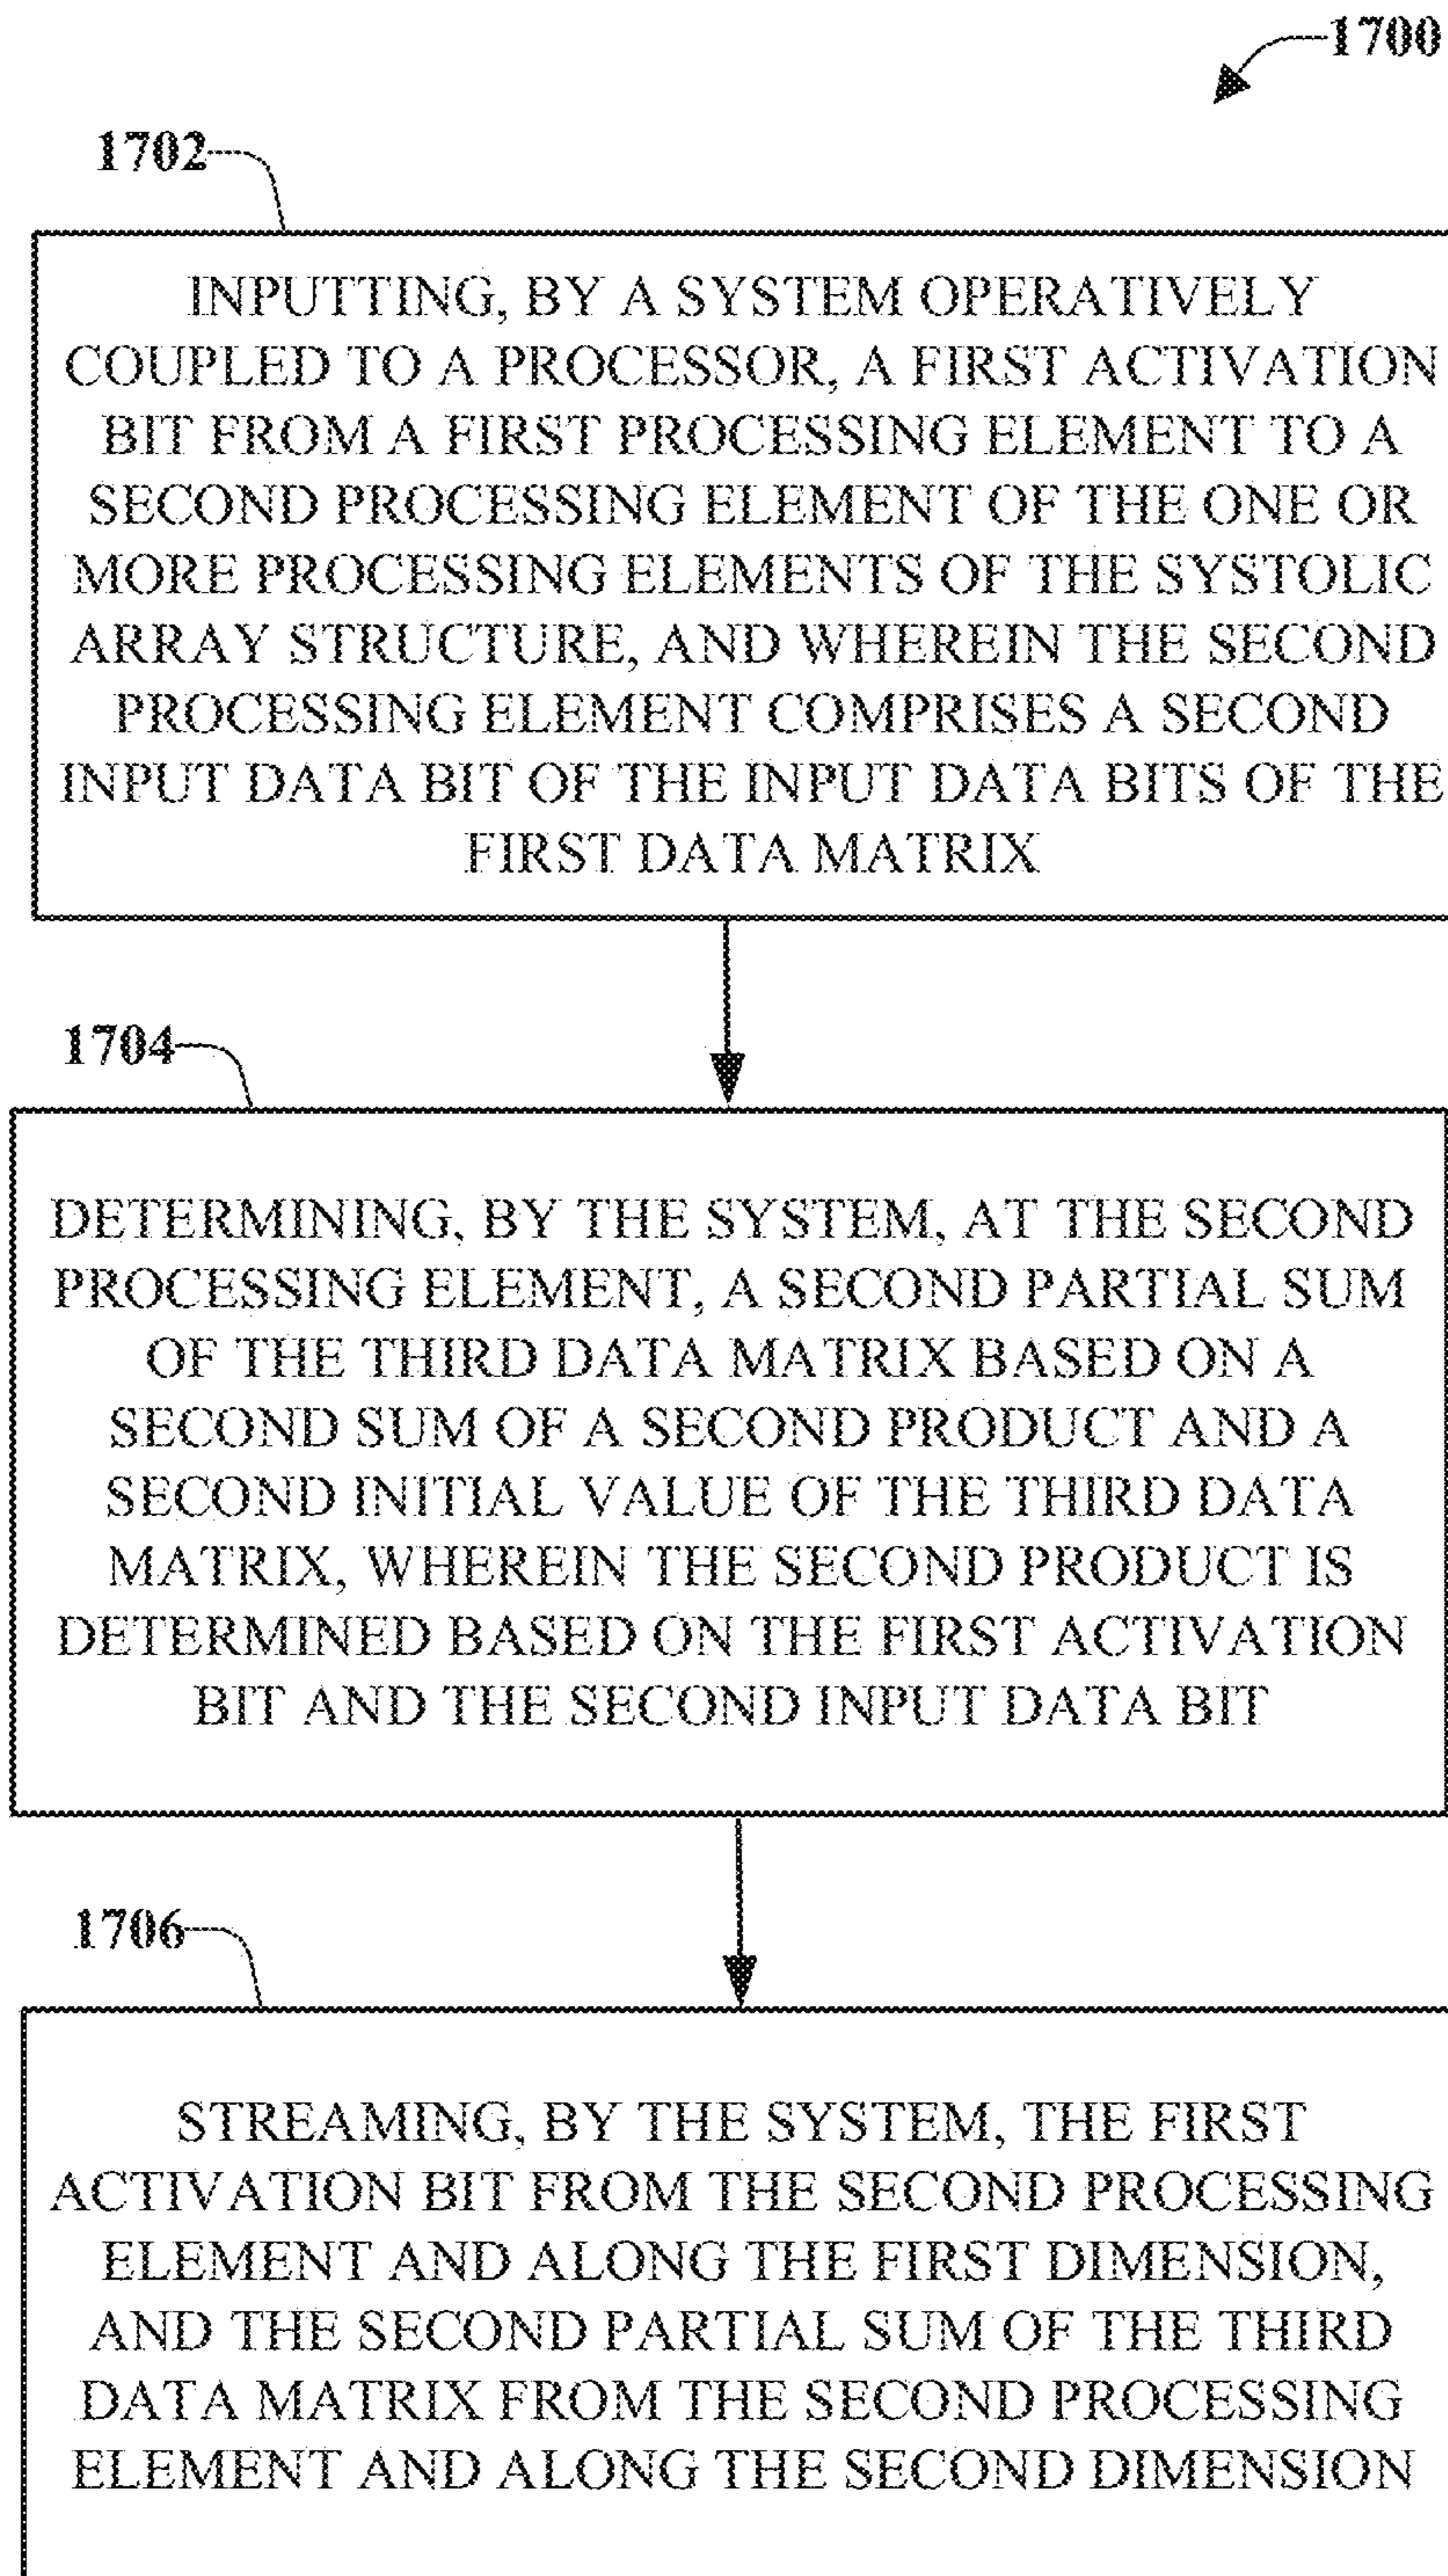 1700
1702
INPUTTING, BY A SYSTEM OPERATIVELY
COUPLED TO A PROCESSOR, A FIRST ACTIVATION
BIT FROM A FIRST PROCESSING ELEMENT TO A
SECOND PROCESSING ELEMENT OF THE ONE OR
MORE PROCESSING ELEMENTS OF THE SYSTOLIC
ARRAY STRUCTURE, AND WHEREIN THE SECOND
PROCESSING ELEMENT COMPRISES A SECOND
INPUT DATA BIT OF THE INPUT DATA BITS OF THE
FIRST DATA MATRIX
1704
DETERMINING, BY THE SYSTEM, AT THE SECOND
PROCESSING ELEMENT, A SECOND PARTIAL SUM
OF THE THIRD DATA MATRIX BASED ON A
SECOND SUM OF A SECOND PRODUCT AND A
SECOND INITIAL VALUE OF THE THIRD DATA
MATRIX, WHEREIN THE SECOND PRODUCT IS
DETERMINED BASED ON THE FIRST ACTIVATION
BIT AND THE SECOND INPUT DATA BIT
1706
STREAMING, BY THE SYSTEM, THE FIRST
ACTIVATION BIT FROM THE SECOND PROCESSING
ELEMENT AND ALONG THE FIRST DIMENSION,
AND THE SECOND PARTIAL SUM OF THE THIRD
DATA MATRIX FROM THE SECOND PROCESSING
ELEMENT AND ALONG THE SECOND DIMENSION